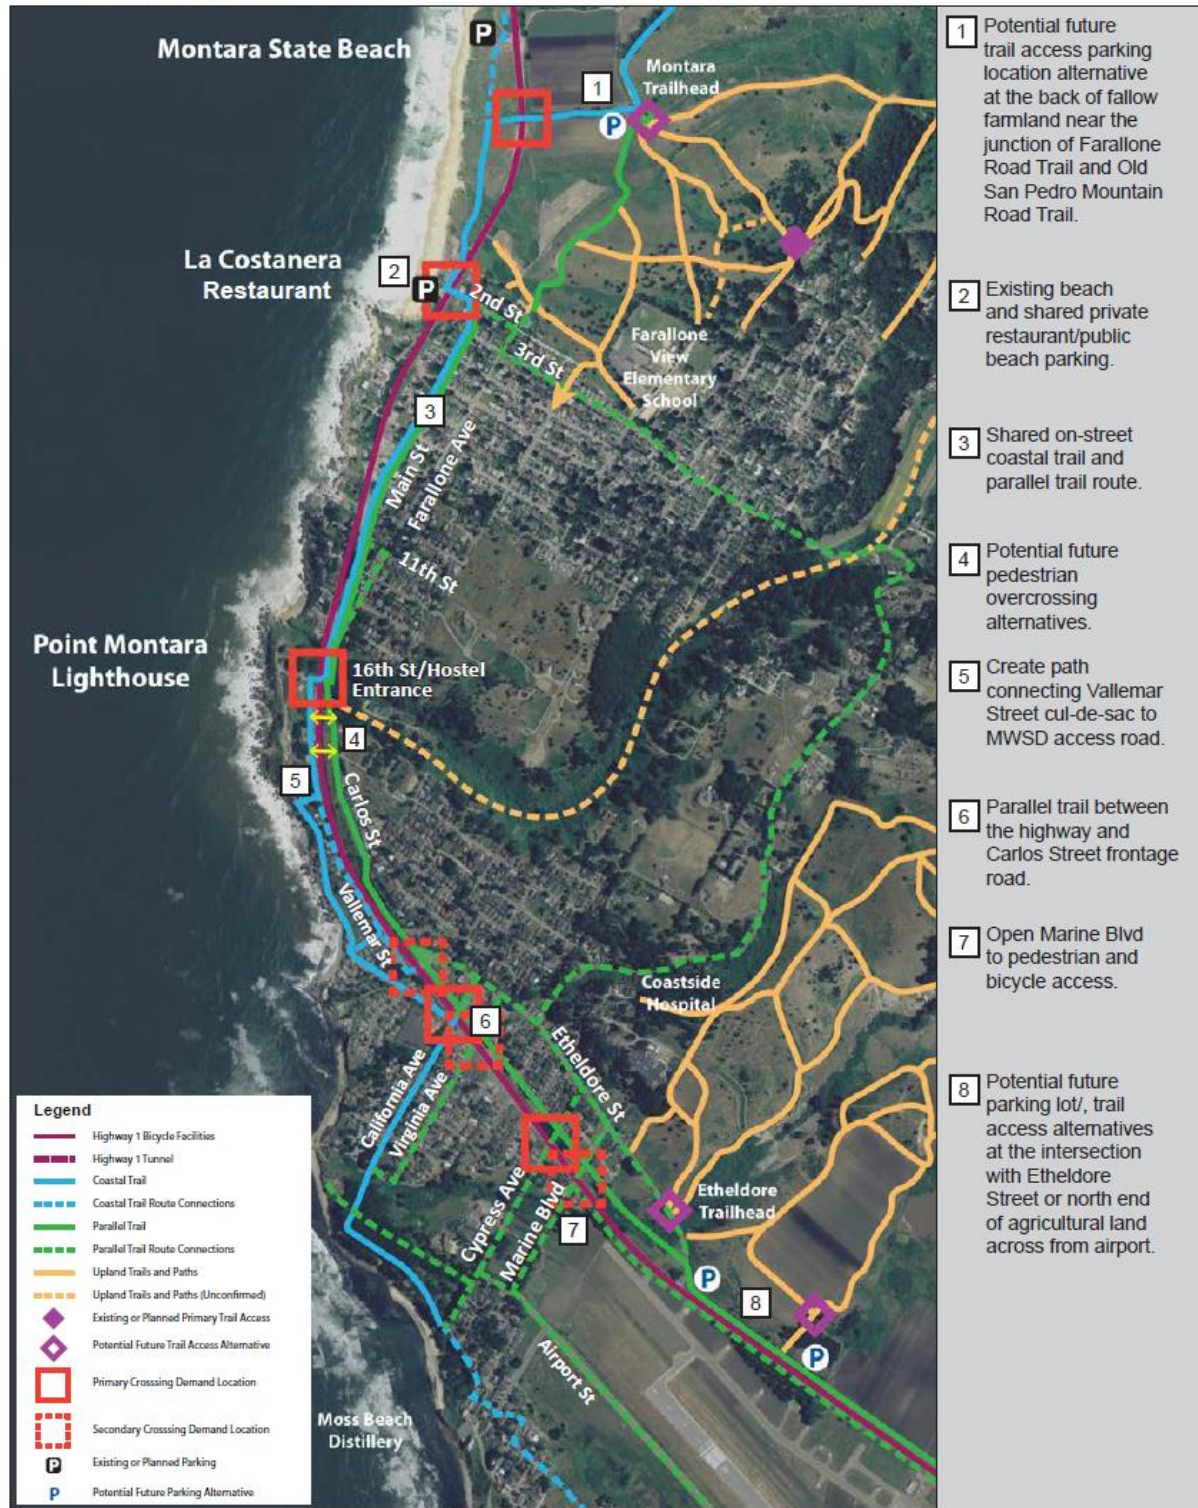 Montara State Beach
P
1
Montara
Trailhead
P
La Costanera
Restaurant
2
P
2nd St
3rd St
Farallone
View
Elementary
School
3
Main St
Farallone Ave
11th St
Point Montara
Lighthouse
16th St/Hostel
Entrance
4
5
Carlos St
Vallemar St
Coastside
Hospital
6
Etheldore St
California Ave
Virginia Ave
Cypress Ave
Marine Blvd
7
Etheldore
Trailhead
P
8
P
Airport St
Moss Beach
Distillery
Legend
Highway 1 Bicycle Facilities
Highway 1 Tunnel
Coastal Trail
Coastal Trail Route Connections
Parallel Trail
Parallel Trail Route Connections
Upland Trails and Paths
Upland Trails and Paths (Unconfirmed)
Existing or Planned Primary Trail Access
Potential Future Trail Access Alternative
Primary Crosssing Demand Location
Secondary Crosssing Demand Location
P Existing or Planned Parking
P Potential Future Parking Alternative
1 Potential future
trail access parking
location alternative
at the back of fallow
farmland near the
junction of Farallone
Road Trail and Old
San Pedro Mountain
Road Trail.
2 Existing beach
and shared private
restaurant/public
beach parking.
3 Shared on-street
coastal trail and
parallel trail route.
4 Potential future
pedestrian
overcrossing
alternatives.
5 Create path
connecting Vallemar
Street cul-de-sac to
MWSD access road.
6 Parallel trail between
the highway and
Carlos Street frontage
road.
7 Open Marine Blvd
to pedestrian and
bicycle access.
8 Potential future
parking lot/, trail
access alternatives
at the intersection
with Etheldore
Street or north end
of agricultural land
across from airport.